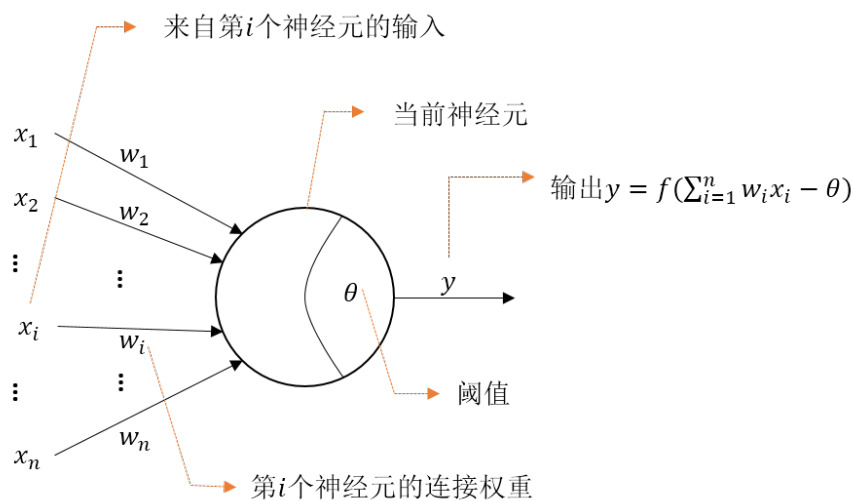 来自第i个神经元的输入
当前神经元
x₁
w₁
输出y = f(∑ⁿᵢ₌₁ wᵢxᵢ − θ)
x₂
w₂
⋮
⋮
y
θ
xᵢ
wᵢ
⋮
⋮
阈值
wₙ
xₙ
第i个神经元的连接权重